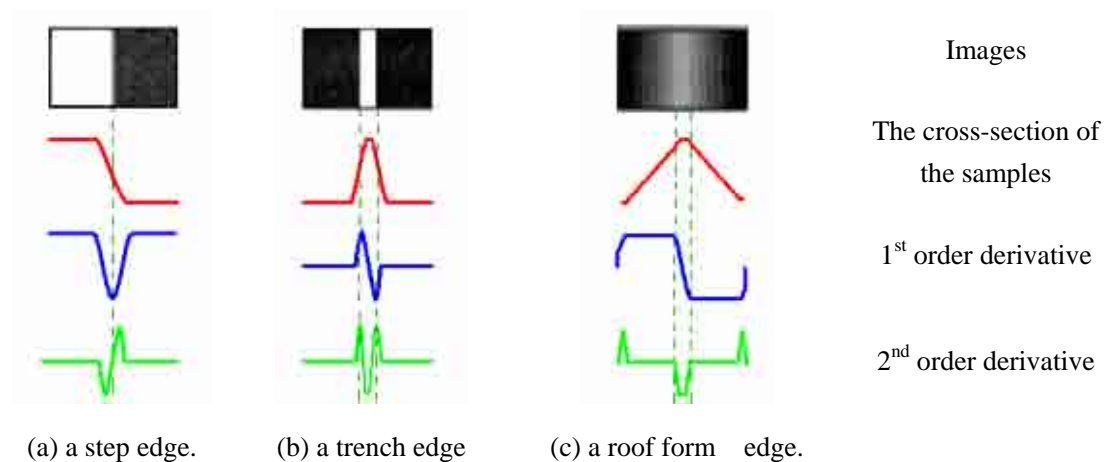 Images
The cross-section of
the samples
1st order derivative
2nd order derivative
(a) a step edge.
(b) a trench edge
(c) a roof form edge.